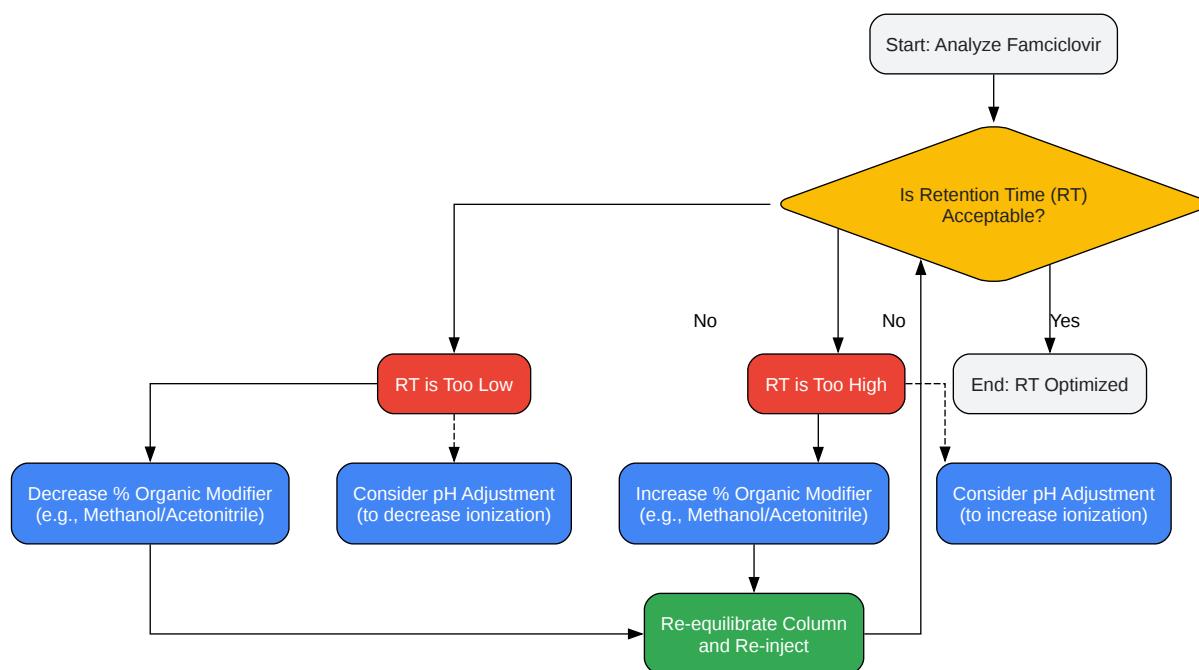 Start: Analyze Famciclovir
Is Retention Time (RT)
Acceptable?
No
No
Yes
RT is Too Low
RT is Too High
End: RT Optimized
Decrease % Organic Modifier
(e.g., Methanol/Acetonitrile)
Consider pH Adjustment
(to decrease ionization)
Increase % Organic Modifier
(e.g., Methanol/Acetonitrile)
Consider pH Adjustment
(to increase ionization)
Re-equilibrate Column
and Re-inject